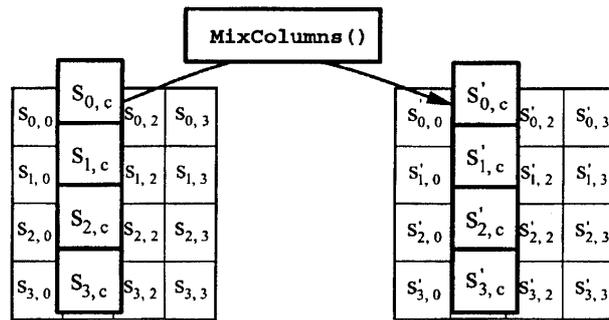 MixColumns()
S0,0 S0,c S0,2 S0,3 S'0,0 S'0,c S'0,2 S'0,3
S1,0 S1,c S1,2 S1,3 S'1,0 S'1,c S'1,2 S'1,3
S2,0 S2,c S2,2 S2,3 S'2,0 S'2,c S'2,2 S'2,3
S3,0 S3,c S3,2 S3,3 S'3,0 S'3,c S'3,2 S'3,3